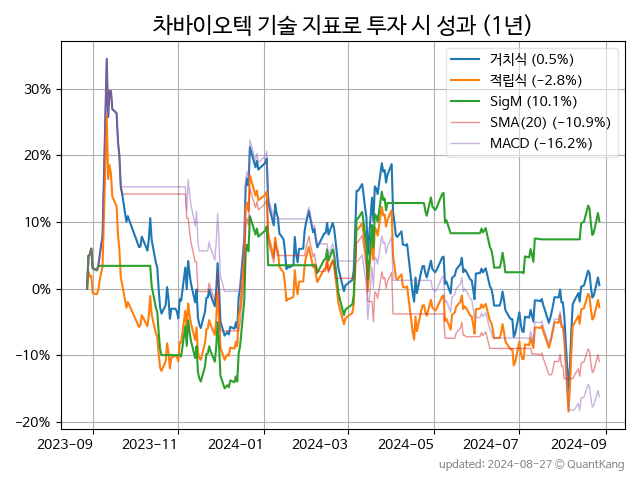 차바이오텍 기술 지표로 투자 시 성과 (1년)
거치식 (0.5%)
적립식 (−2.8%)
SigM (10.1%)
SMA(20) (−10.9%)
MACD (−16.2%)
30%
20%
10%
0%
−10%
−20%
2023-09 2023-11 2024-01 2024-03 2024-05 2024-07 2024-09
updated: 2024-08-27 © QuantKang